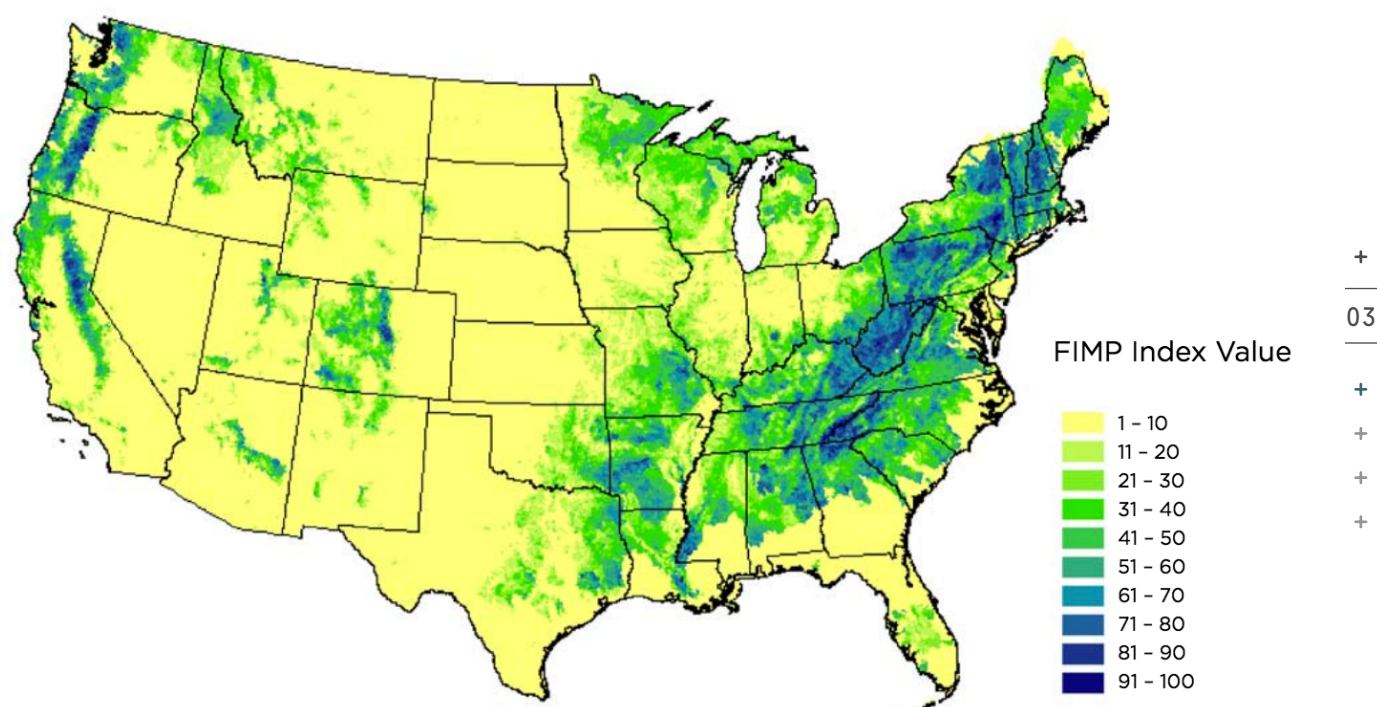 +
03
+
+
+
+
FIMP Index Value
1 – 10
11 – 20
21 – 30
31 – 40
41 – 50
51 – 60
61 – 70
71 – 80
81 – 90
91 – 100